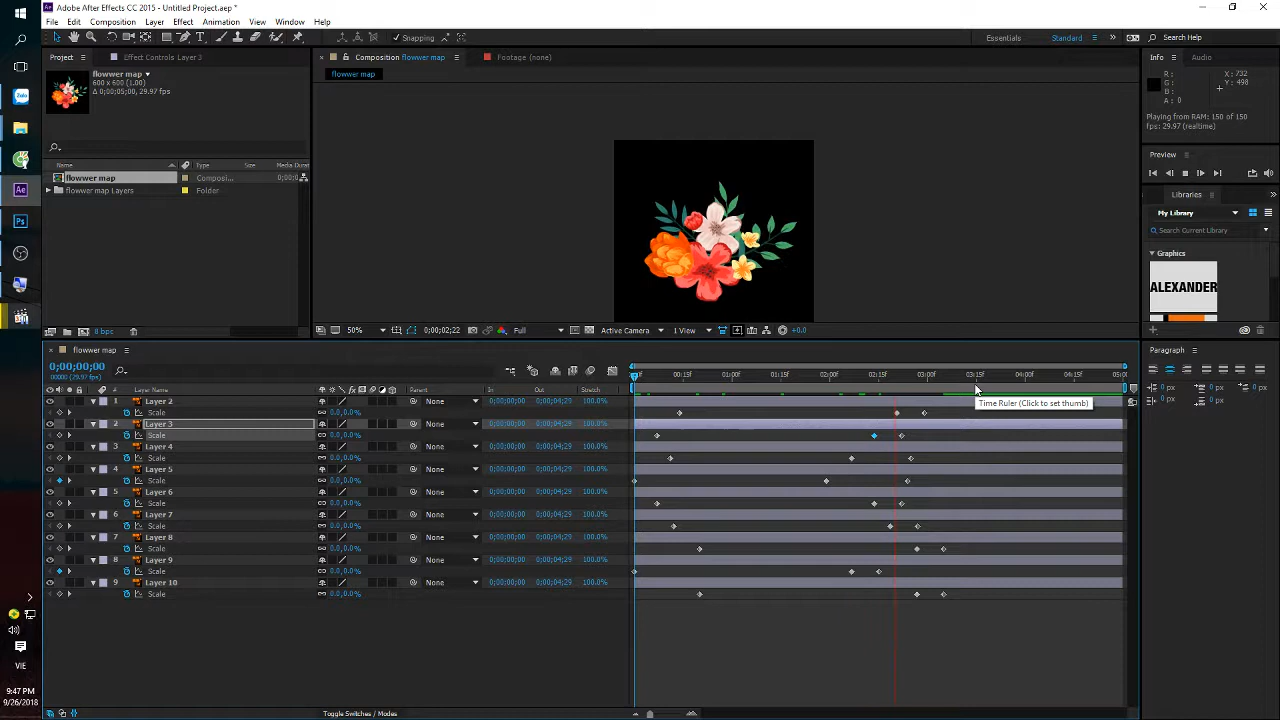 Adobe After Effects CC 2015 - Untitled Project.aep *
File Edit Composition Layer Effect Animation View Window Help
Snapping
Essentials Standard Search Help
Project Effect Controls Layer 3
Composition flowwer map
Footage (none)
Info Audio
flowwer map
flowwer map
600 x 600 (1.00)
Δ 0;00;05;00, 29.97 fps
R:
G:
B:
A: 0
X: 732
Y: 498
Playing from RAM: 150 of 150
fps: 29.97 (realtime)
Preview
Name Type Size Media Durat
flowwer map Composi... 0;00;0
flowwer map Layers Folder
Libraries
My Library
Search Current Library
Graphics
ALEXANDER
8 bpc
50% 0;00;02;22 Full Active Camera 1 View +0.0
flowwer map
Paragraph
0;00;00;00
00000 (29.97 fps)
00:15f 01:00f 01:15f 02:00f 02:15f 03:00f 03:15f 04:00f 04:15f 05:00
# Layer Name Parent In Out Stretch
0 px 0 px 0 px
0 px 0 px
Time Ruler (Click to set thumb)
1 Layer 2 None 0;00;00;00 0;00;04;29 100.0%
Scale 0.0,0.0%
2 Layer 3 None 0;00;00;00 0;00;04;29 100.0%
Scale 0.0,0.0%
3 Layer 4 None 0;00;00;00 0;00;04;29 100.0%
Scale 0.0,0.0%
4 Layer 5 None 0;00;00;00 0;00;04;29 100.0%
Scale 0.0,0.0%
5 Layer 6 None 0;00;00;00 0;00;04;29 100.0%
Scale 0.0,0.0%
6 Layer 7 None 0;00;00;00 0;00;04;29 100.0%
Scale 0.0,0.0%
7 Layer 8 None 0;00;00;00 0;00;04;29 100.0%
Scale 0.0,0.0%
8 Layer 9 None 0;00;00;00 0;00;04;29 100.0%
Scale 0.0,0.0%
9 Layer 10 None 0;00;00;00 0;00;04;29 100.0%
Scale 0.0,0.0%
VIE
9:47 PM
9/26/2018
Toggle Switches / Modes